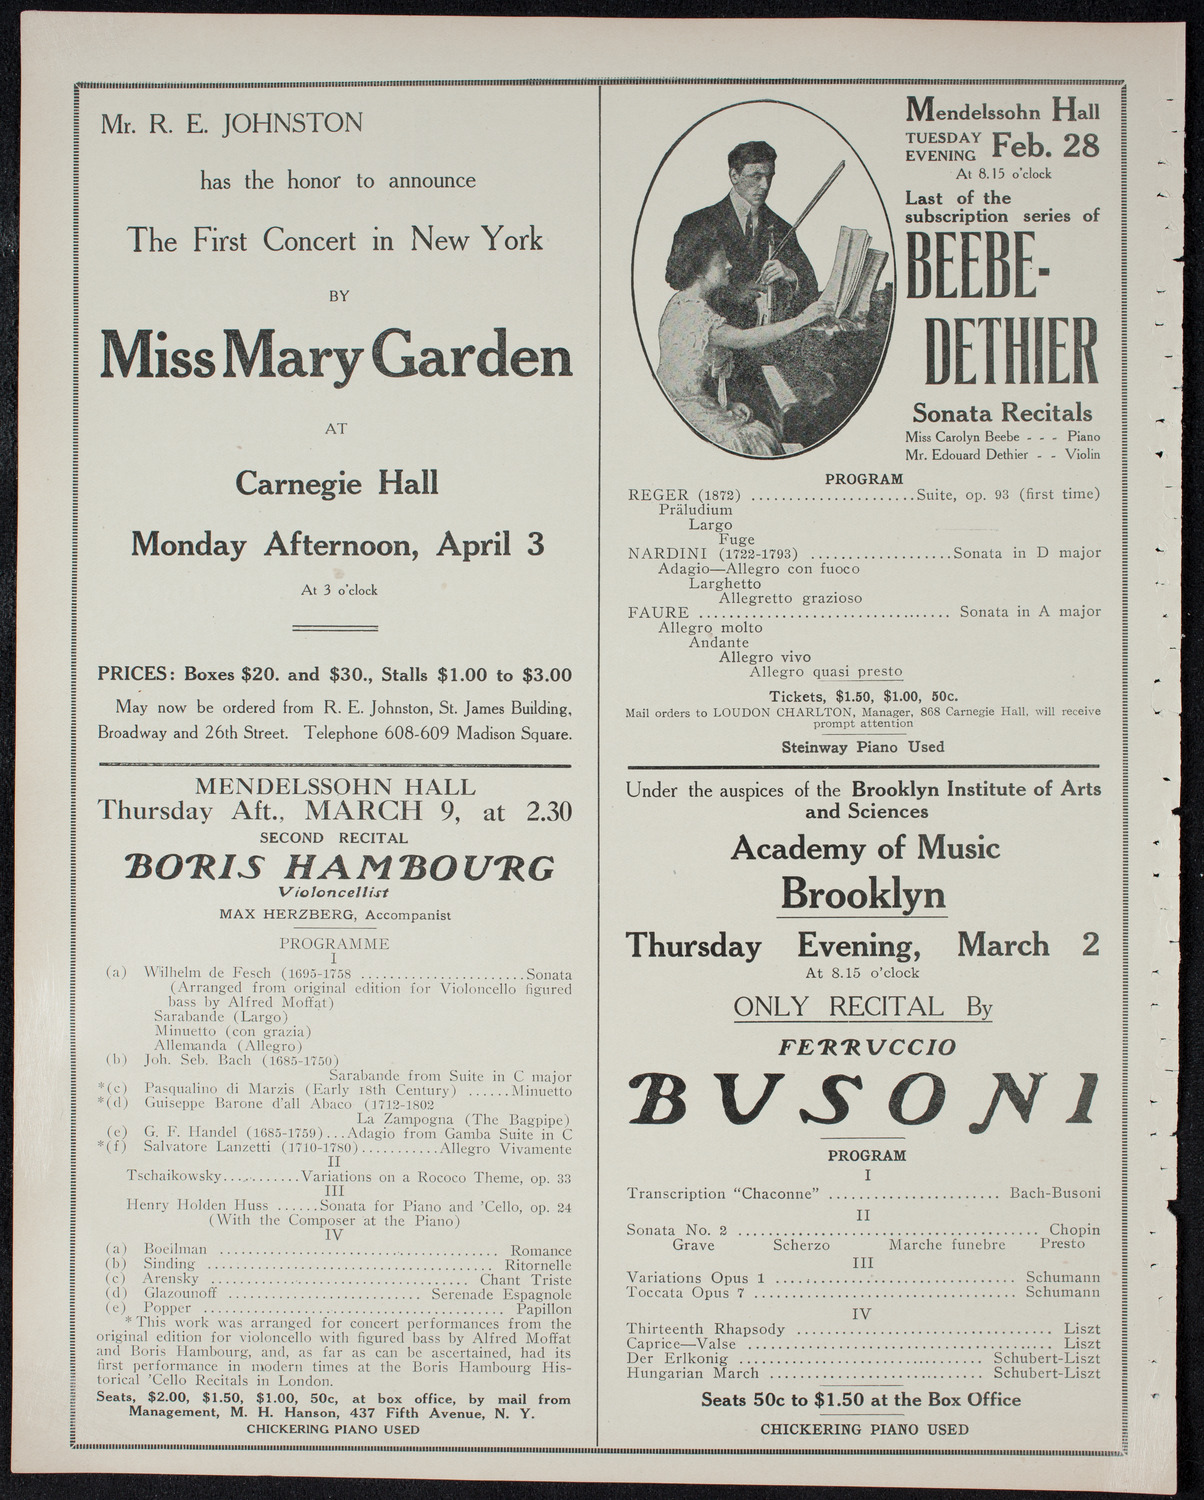 Mr. R. E. JOHNSTON
has the honor to announce
The First Concert in New York
BY
Miss Mary Garden
AT
Carnegie Hall
Monday Afternoon, April 3
At 3 o'clock
PRICES: Boxes $20. and $30., Stalls $1.00 to $3.00
May now be ordered from R. E. Johnston, St. James Building,
Broadway and 26th Street. Telephone 608-609 Madison Square.
MENDELSSOHN HALL
Thursday Aft., MARCH 9, at 2.30
SECOND RECITAL
BORIS HAMBOURG
Violoncellist
MAX HERZBERG, Accompanist
PROGRAMME
I
(a) Wilhelm de Fesch (1695-1758 ......................Sonata
(Arranged from original edition for Violoncello figured
bass by Alfred Moffat)
Sarabande (Largo)
Minuetto (con grazia)
Allemanda (Allegro)
(b) Joh. Seb. Bach (1685-1750)
Sarabande from Suite in C major
*(c) Pasqualino di Marzis (Early 18th Century) ......Minuetto
*(d) Guiseppe Barone d'all Abaco (1712-1802
La Zampogna (The Bagpipe)
(e) G. F. Handel (1685-1759)...Adagio from Gamba Suite in C
*(f) Salvatore Lanzetti (1710-1780)...........Allegro Vivamente
II
Tschaikowsky...........Variations on a Rococo Theme, op. 33
III
Henry Holden Huss ......Sonata for Piano and 'Cello, op. 24
(With the Composer at the Piano)
IV
(a) Boeilman .................................... Romance
(b) Sinding ..................................... Ritornelle
(c) Arensky .................................. Chant Triste
(d) Glazounoff ......................... Serenade Espagnole
(e) Popper ....................................... Papillon
* This work was arranged for concert performances from the
original edition for violoncello with figured bass by Alfred Moffat
and Boris Hambourg, and, as far as can be ascertained, had its
first performance in modern times at the Boris Hambourg His-
torical 'Cello Recitals in London.
Seats, $2.00, $1.50, $1.00, 50c, at box office, by mail from
Management, M. H. Hanson, 437 Fifth Avenue, N. Y.
CHICKERING PIANO USED
Mendelssohn Hall
TUESDAY EVENING Feb. 28
At 8.15 o'clock
Last of the
subscription series of
BEEBE-
DETHIER
Sonata Recitals
Miss Carolyn Beebe - - - Piano
Mr. Edouard Dethier - - Violin
PROGRAM
REGER (1872) ......................Suite, op. 93 (first time)
Präludium
Largo
Fuge
NARDINI (1722-1793) ...................Sonata in D major
Adagio—Allegro con fuoco
Larghetto
Allegretto grazioso
FAURE ................................. Sonata in A major
Allegro molto
Andante
Allegro vivo
Allegro quasi presto
Tickets, $1.50, $1.00, 50c.
Mail orders to LOUDON CHARLTON, Manager, 868 Carnegie Hall, will receive
prompt attention
Steinway Piano Used
Under the auspices of the Brooklyn Institute of Arts
and Sciences
Academy of Music
Brooklyn
Thursday Evening, March 2
At 8.15 o'clock
ONLY RECITAL By
FERRUCCIO
BUSONI
PROGRAM
I
Transcription "Chaconne" ....................... Bach-Busoni
II
Sonata No. 2 ........................................ Chopin
Grave Scherzo Marche funebre Presto
III
Variations Opus 1 ................................ Schumann
Toccata Opus 7 ................................... Schumann
IV
Thirteenth Rhapsody .................................. Liszt
Caprice—Valse ........................................ Liszt
Der Erlkonig ................................. Schubert-Liszt
Hungarian March ............................. Schubert-Liszt
Seats 50c to $1.50 at the Box Office
CHICKERING PIANO USED